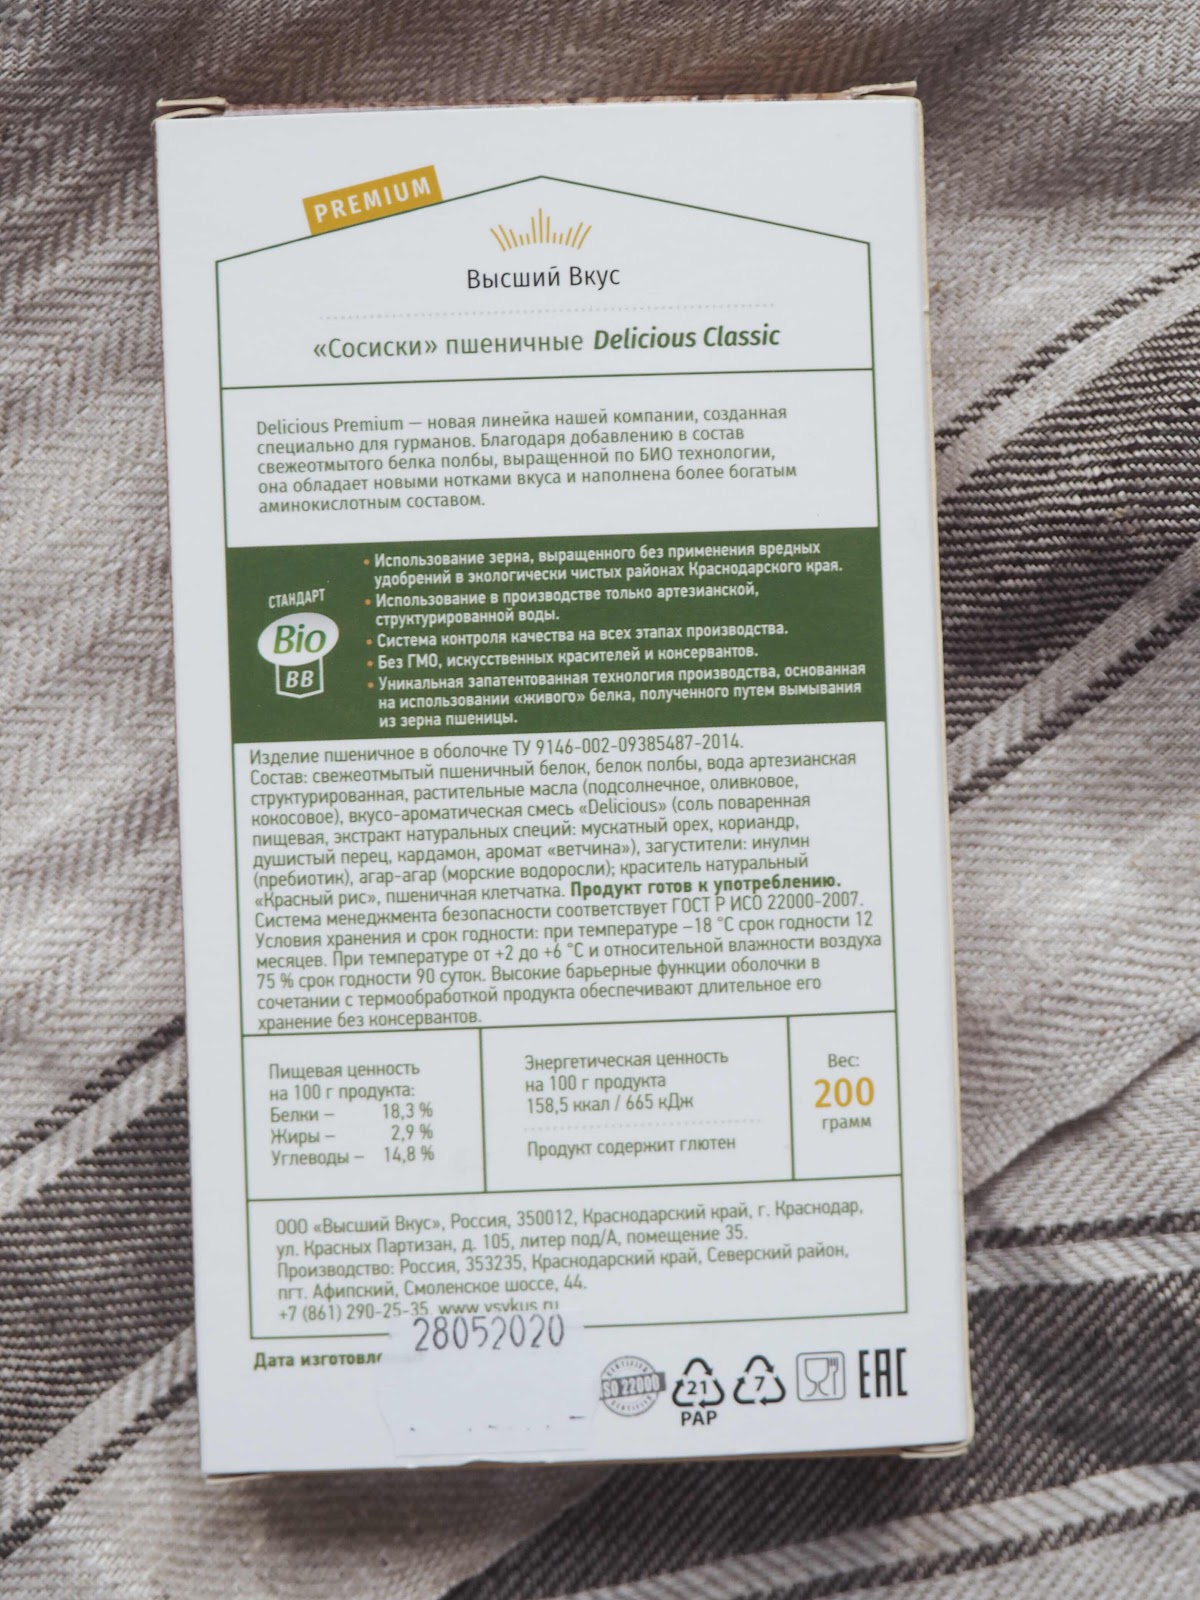 PREMIUM
Высший Вкус
«Сосиски» пшеничные Delicious Classic
Delicious Premium — новая линейка нашей компании, созданная
специально для гурманов. Благодаря добавлению в состав
свежеотмытого белка полбы, выращенной по БИО технологии,
она обладает новыми нотками вкуса и наполнена более богатым
аминокислотным составом.
СТАНДАРТ
Bio
ВВ
• Использование зерна, выращенного без применения вредных
удобрений в экологически чистых районах Краснодарского края.
• Использование в производстве только артезианской,
структурированной воды.
• Система контроля качества на всех этапах производства.
• Без ГМО, искусственных красителей и консервантов.
• Уникальная запатентованная технология производства, основанная
на использовании «живого» белка, полученного путем вымывания
из зерна пшеницы.
Изделие пшеничное в оболочке ТУ 9146-002-09385487-2014.
Состав: свежеотмытый пшеничный белок, белок полбы, вода артезианская
структурированная, растительные масла (подсолнечное, оливковое,
кокосовое), вкусо-ароматическая смесь «Delicious» (соль поваренная
пищевая, экстракт натуральных специй: мускатный орех, кориандр,
душистый перец, кардамон, аромат «ветчина»), загустители: инулин
(пребиотик), агар-агар (морские водоросли); краситель натуральный
«Красный рис», пшеничная клетчатка. Продукт готов к употреблению.
Система менеджмента безопасности соответствует ГОСТ Р ИСО 22000-2007.
Условия хранения и срок годности: при температуре –18 °С срок годности 12
месяцев. При температуре от +2 до +6 °С и относительной влажности воздуха
75 % срок годности 90 суток. Высокие барьерные функции оболочки в
сочетании с термообработкой продукта обеспечивают длительное его
хранение без консервантов.
Пищевая ценность
на 100 г продукта:
Белки – 18,3 %
Жиры – 2,9 %
Углеводы – 14,8 %
Энергетическая ценность
на 100 г продукта
158,5 ккал / 665 кДж
Продукт содержит глютен
Вес:
200
грамм
ООО «Высший Вкус», Россия, 350012, Краснодарский край, г. Краснодар,
ул. Красных Партизан, д. 105, литер под/А, помещение 35.
Производство: Россия, 353235, Краснодарский край, Северский район,
пгт. Афипский, Смоленское шоссе, 44.
+7 (861) 290-25-35, www.vsvkus.ru
28052020
Дата изготовл
CERTIFIED
ISO 22000
CERTIFIED
21
PAP
7
EAC